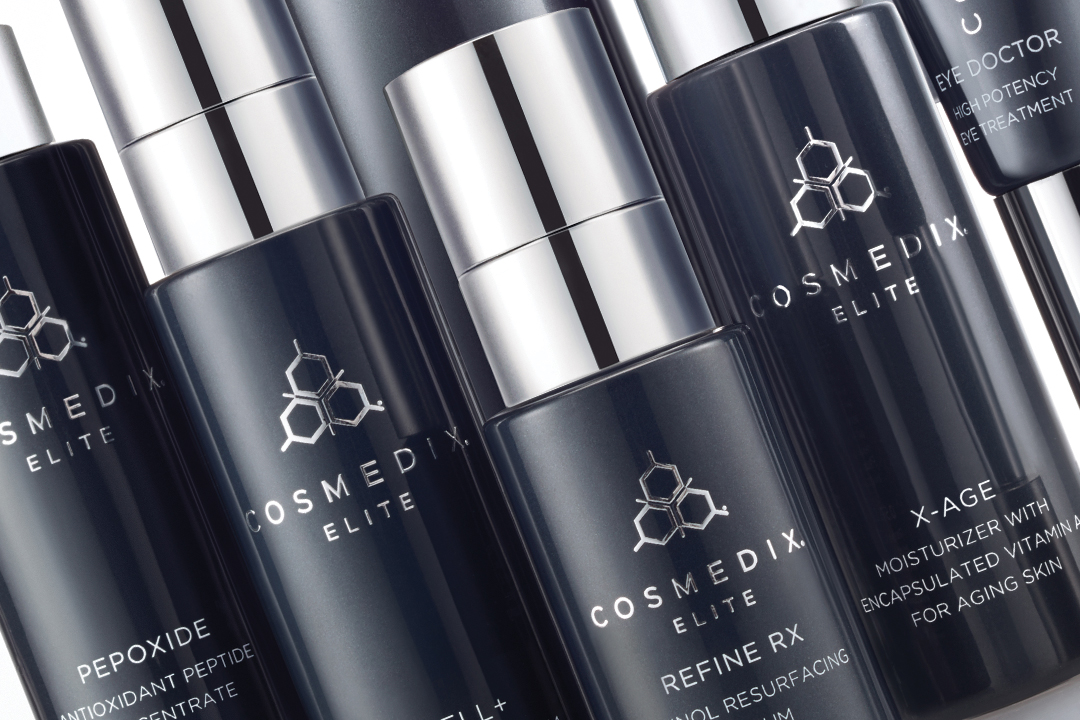 COSMEDIX
ELITE
PEPOXIDE
ANTIOXIDANT PEPTIDE
COSMEDIX
ELITE
COSMEDIX
ELITE
REFINE RX
RESURFACING
COSMEDIX
ELITE
X-AGE
MOISTURIZER WITH
ENCAPSULATED VITAMIN A
FOR AGING SKIN
EYE DOCTOR
HIGH POTENCY
EYE TREATMENT